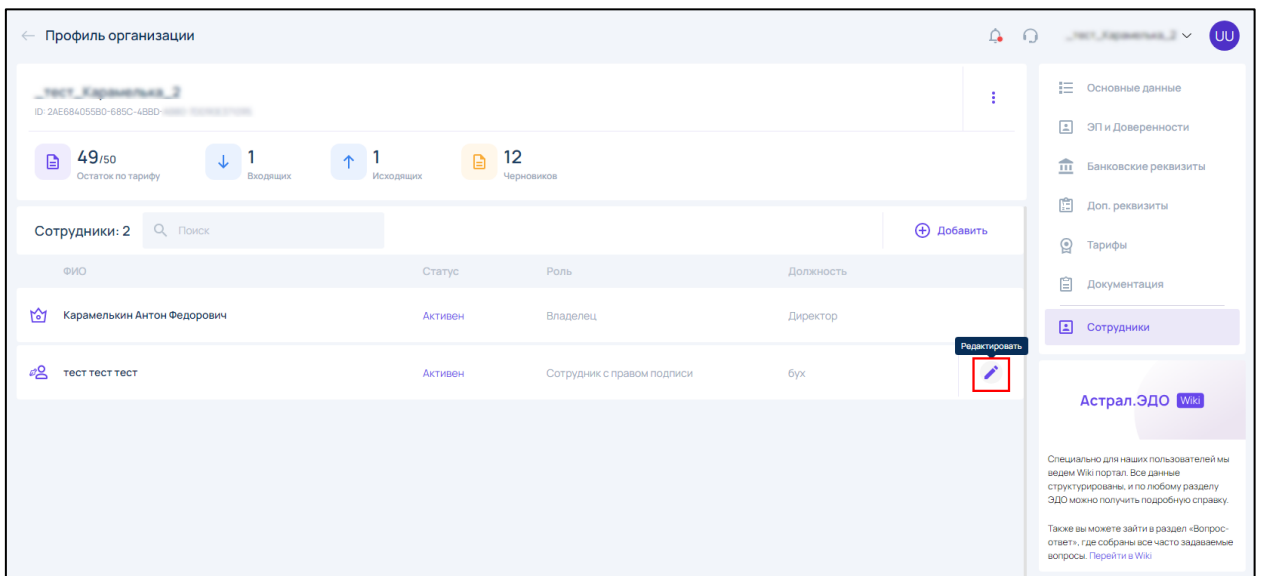 Профиль организации
UU
ID: 2AE684055B0-685C-4BBD-
49/50
Остаток по тарифу
1
Входящих
1
Исходящих
12
Черновиков
Сотрудники: 2
Поиск
Добавить
ФИО Статус Роль Должность
Карамелькин Антон Федорович Активен Владелец Директор
тест тест тест Активен Сотрудник с правом подписи бух
Редактировать
Основные данные
ЭП и Доверенности
Банковские реквизиты
Доп. реквизиты
Тарифы
Документация
Сотрудники
Астрал.ЭДО Wiki
Специально для наших пользователей мы
ведем Wiki портал. Все данные
структурированы, и по любому разделу
ЭДО можно получить подробную справку.
Также вы можете зайти в раздел «Вопрос-
ответ», где собраны все часто задаваемые
вопросы. Перейти в Wiki